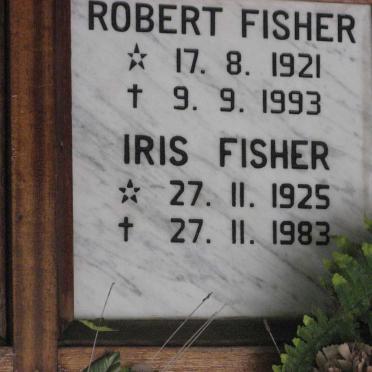 ROBERT FISHER
☆ 17. 8. 1921
✝ 9. 9. 1993
IRIS FISHER
☆ 27. 11. 1925
✝ 27. 11. 1983